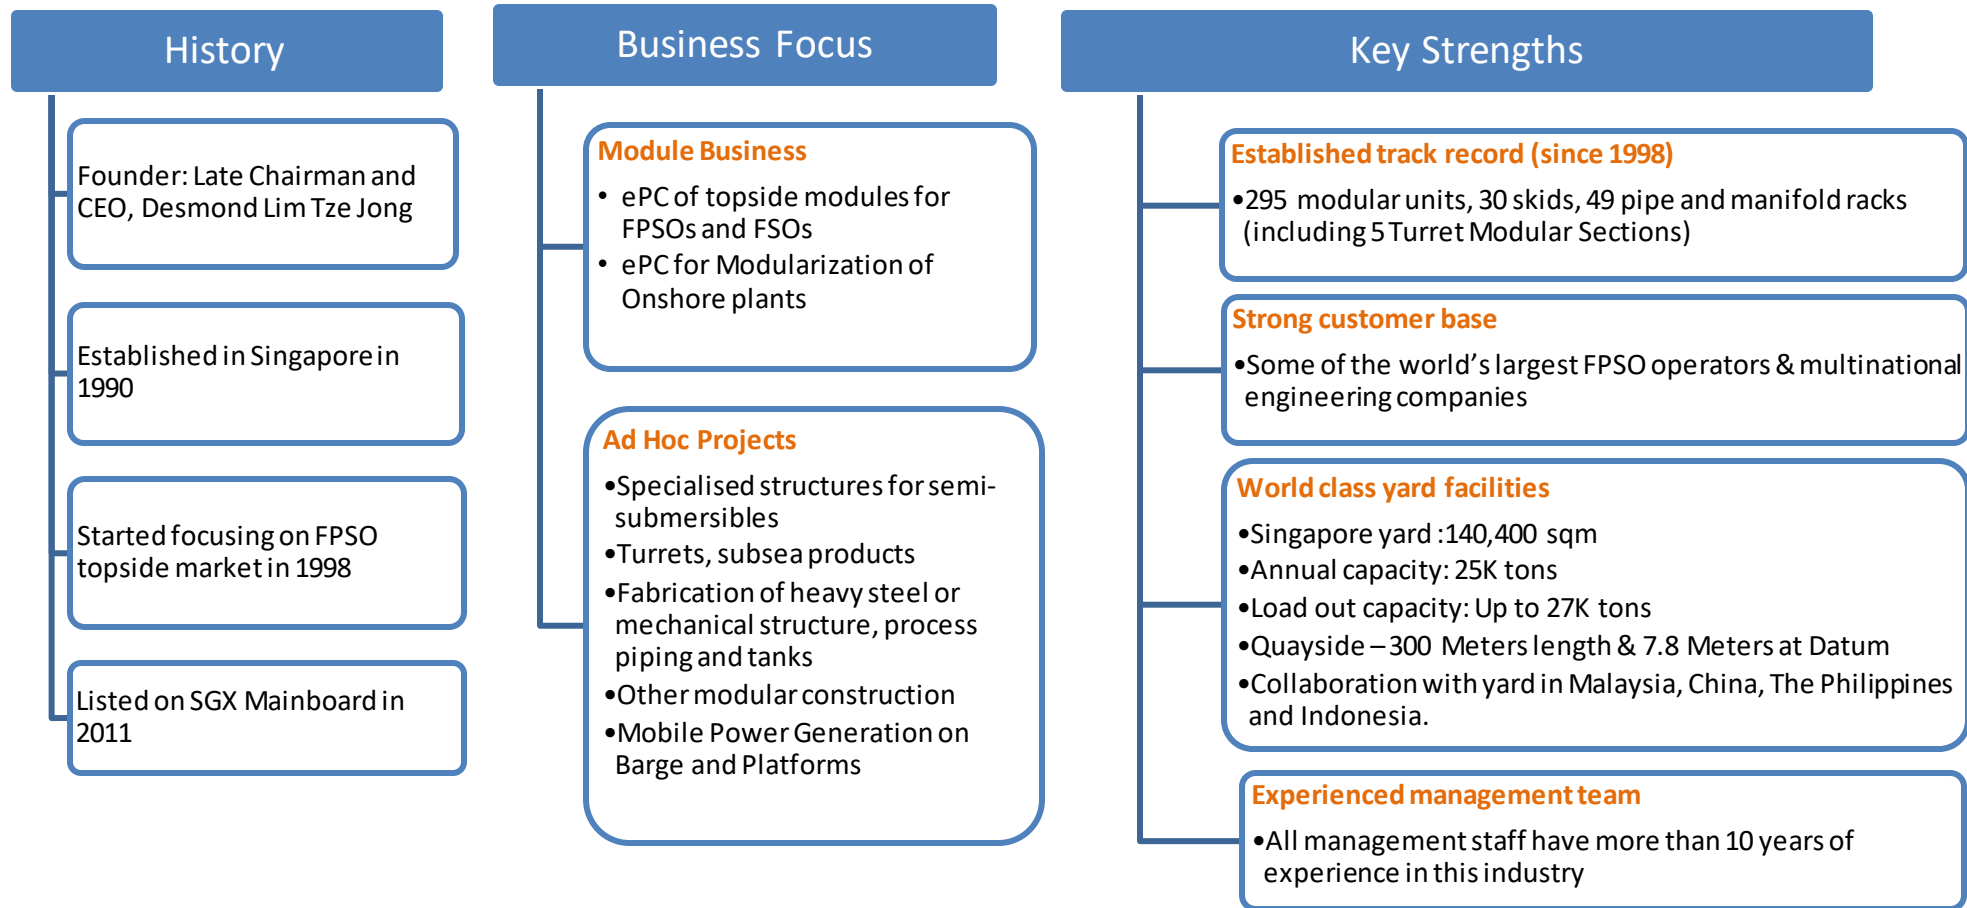 History
Founder: Late Chairman and
CEO, Desmond Lim Tze Jong
Established in Singapore in
1990
Started focusing on FPSO
topside market in 1998
Listed on SGX Mainboard in
2011
Business Focus
Module Business
• ePC of topside modules for
FPSOs and FSOs
• ePC for Modularization of
Onshore plants
Ad Hoc Projects
•Specialised structures for semi-
submersibles
•Turrets, subsea products
•Fabrication of heavy steel or
mechanical structure, process
piping and tanks
•Other modular construction
•Mobile Power Generation on
Barge and Platforms
Key Strengths
Established track record (since 1998)
•295 modular units, 30 skids, 49 pipe and manifold racks
(including 5 Turret Modular Sections)
Strong customer base
•Some of the world’s largest FPSO operators & multinational
engineering companies
World class yard facilities
•Singapore yard :140,400 sqm
•Annual capacity: 25K tons
•Load out capacity: Up to 27K tons
•Quayside – 300 Meters length & 7.8 Meters at Datum
•Collaboration with yard in Malaysia, China, The Philippines
and Indonesia.
Experienced management team
•All management staff have more than 10 years of
experience in this industry